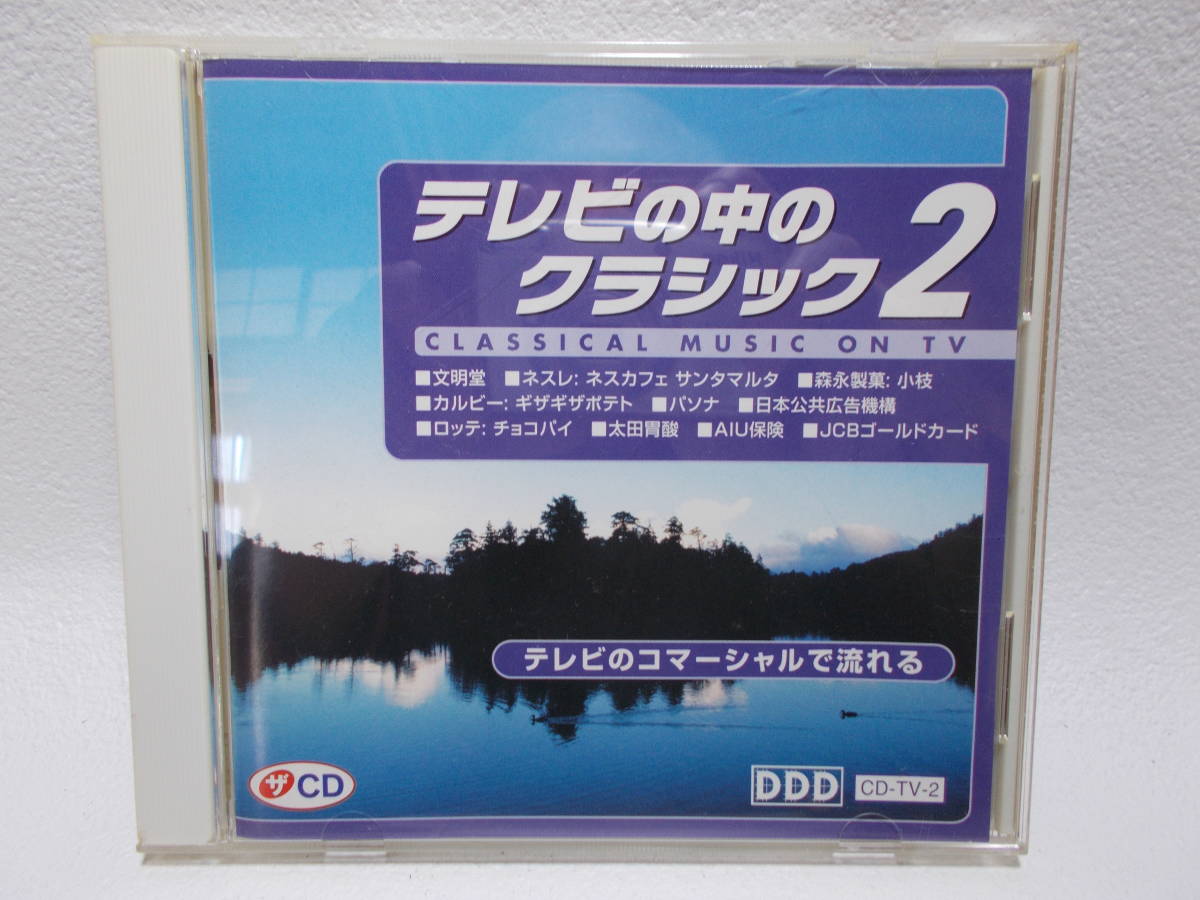 テレビの中の
クラシック2
CLASSICAL MUSIC ON TV
■文明堂 ■ネスレ: ネスカフェ サンタマルタ ■森永製菓: 小枝
■カルビー: ギザギザポテト ■パソナ ■日本公共広告機構
■ロッテ: チョコパイ ■太田胃酸 ■AIU保険 ■JCBゴールドカード
テレビのコマーシャルで流れる
ザCD
DDD
CD-TV-2